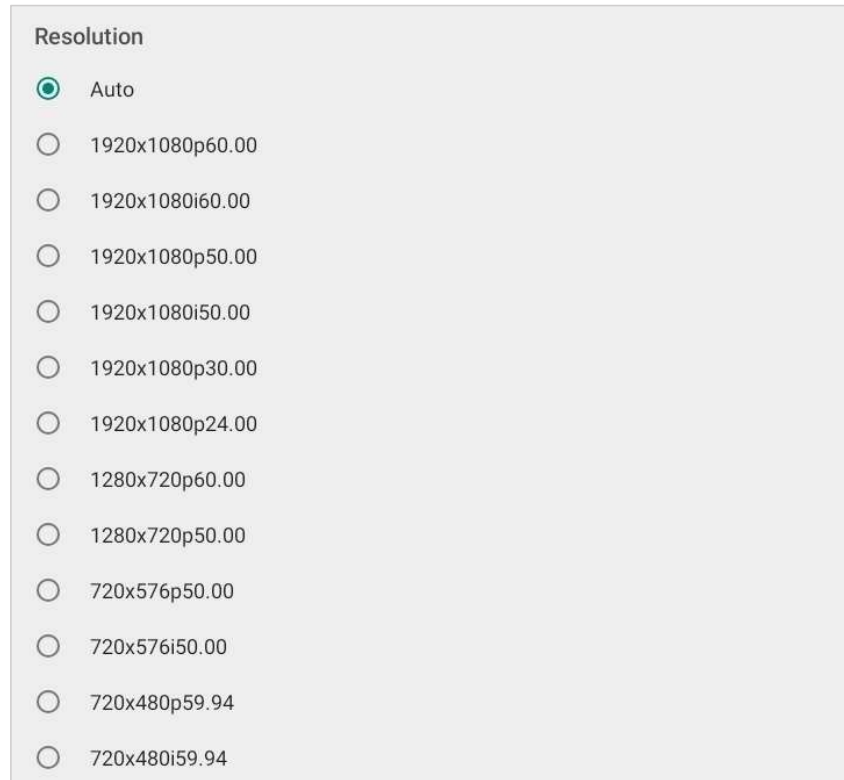 Resolution
Auto
1920x1080p60.00
1920x1080i60.00
1920x1080p50.00
1920x1080i50.00
1920x1080p30.00
1920x1080p24.00
1280x720p60.00
1280x720p50.00
720x576p50.00
720x576i50.00
720x480p59.94
720x480i59.94